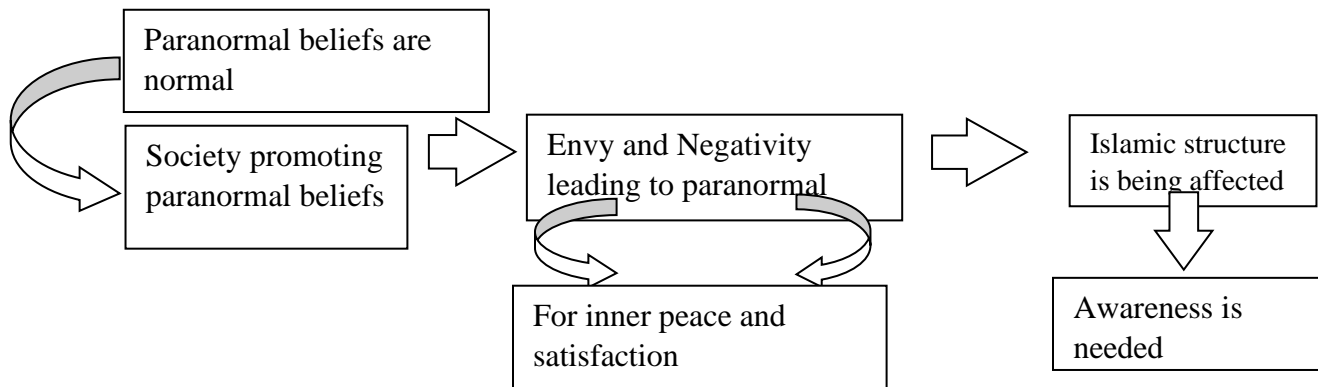 Paranormal beliefs are
normal
Society promoting
paranormal beliefs
Envy and Negativity
leading to paranormal
For inner peace and
satisfaction
Islamic structure
is being affected
Awareness is
needed